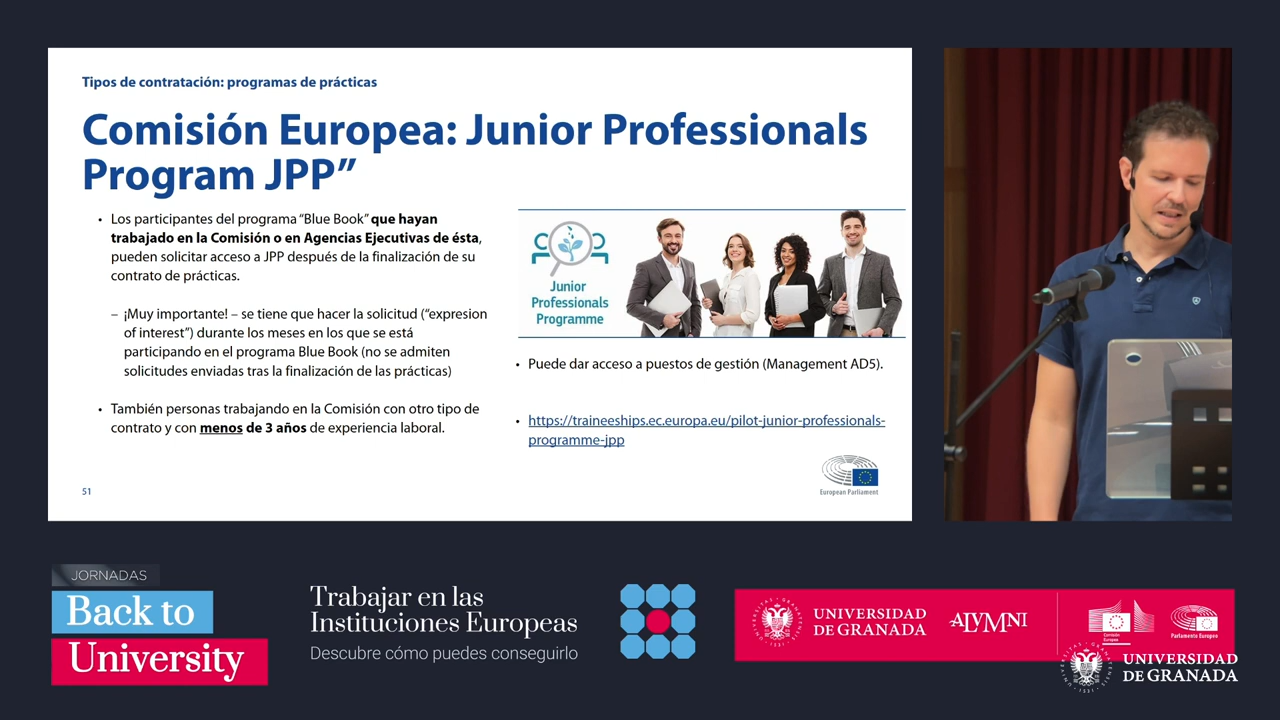 Tipos de contratación: programas de prácticas
Comisión Europea: Junior Professionals
Program JPP”
• Los participantes del programa “Blue Book” que hayan
trabajado en la Comisión o en Agencias Ejecutivas de ésta,
pueden solicitar acceso a JPP después de la finalización de su
contrato de prácticas.
– ¡Muy importante! – se tiene que hacer la solicitud (“expresion
of interest”) durante los meses en los que se está
participando en el programa Blue Book (no se admiten
solicitudes enviadas tras la finalización de las prácticas)
• También personas trabajando en la Comisión con otro tipo de
contrato y con menos de 3 años de experiencia laboral.
Junior
Professionals
Programme
• Puede dar acceso a puestos de gestión (Management AD5).
• https://traineeships.ec.europa.eu/pilot-junior-professionals-
programme-jpp
51
European Parliament
JORNADAS
Back to
University
Trabajar en las
Instituciones Europeas
Descubre cómo puedes conseguirlo
UNIVERSIDAD
DE GRANADA
ALVMNI
Comisión
Europea
Parlamento Europeo
UNIVERSIDAD
DE GRANADA